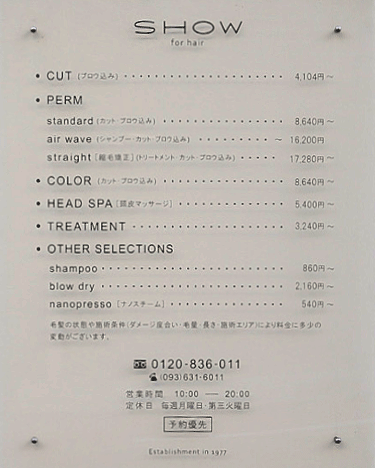 SHOW
for hair
• CUT (ブロウ込み) 4,104円〜
• PERM
standard (カット・ブロウ込み) 8,640円〜
air wave (シャンプー・カット・ブロウ込み) 〜 16,200円
straight [縮毛矯正] (トリートメント・カット・ブロウ込み) 17,280円〜
• COLOR (カット・ブロウ込み) 8,640円〜
• HEAD SPA [頭皮マッサージ] 5,400円〜
• TREATMENT 3,240円〜
• OTHER SELECTIONS
shampoo 860円〜
blow dry 2,160円〜
nanopresso [ナノスチーム] 540円〜
毛髪の状態や施術条件(ダメージ度合い・毛量・長さ・施術エリア)により料金に多少の
変動がございます。
0120-836-011
(093)631-6011
営業時間 10:00 — 20:00
定休日 毎週月曜日・第三火曜日
予約優先
Establishment in 1977